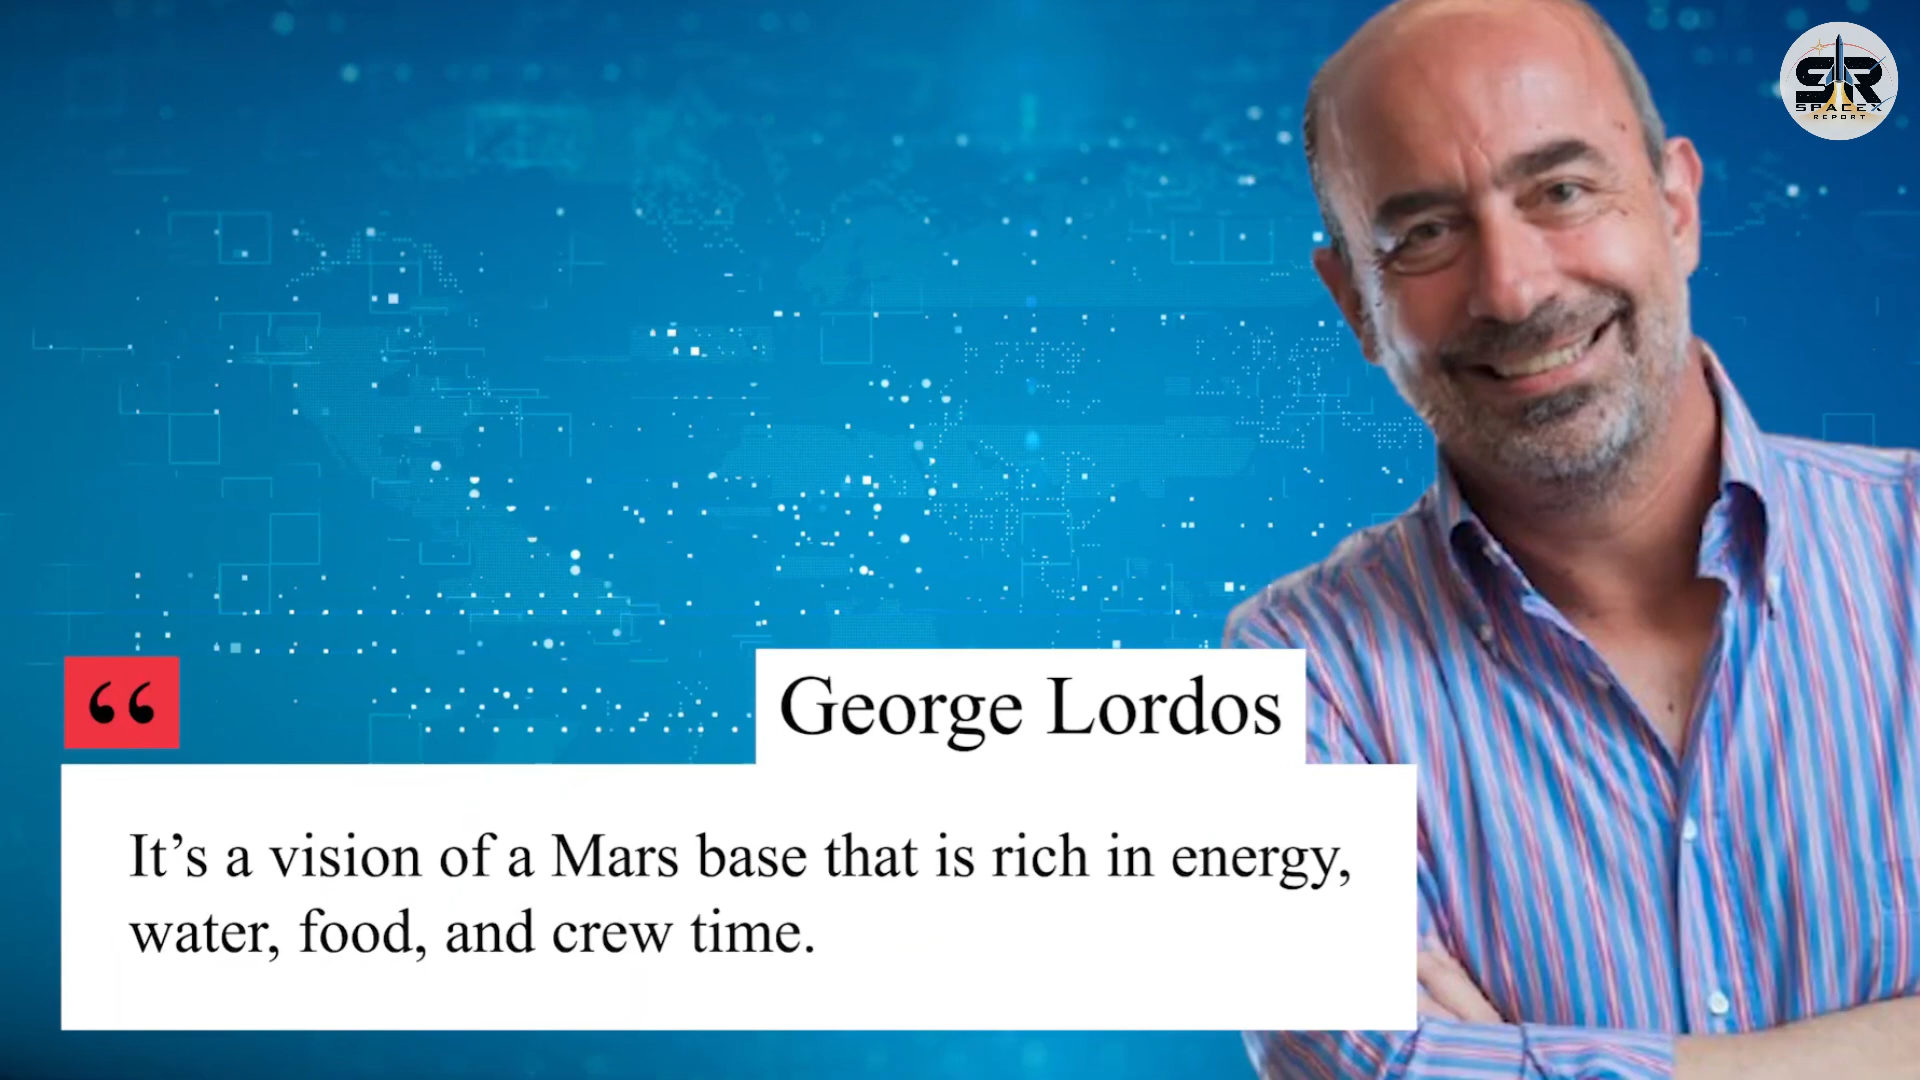 SR
SPACEX
REPORT
“
George Lordos
It’s a vision of a Mars base that is rich in energy,
water, food, and crew time.